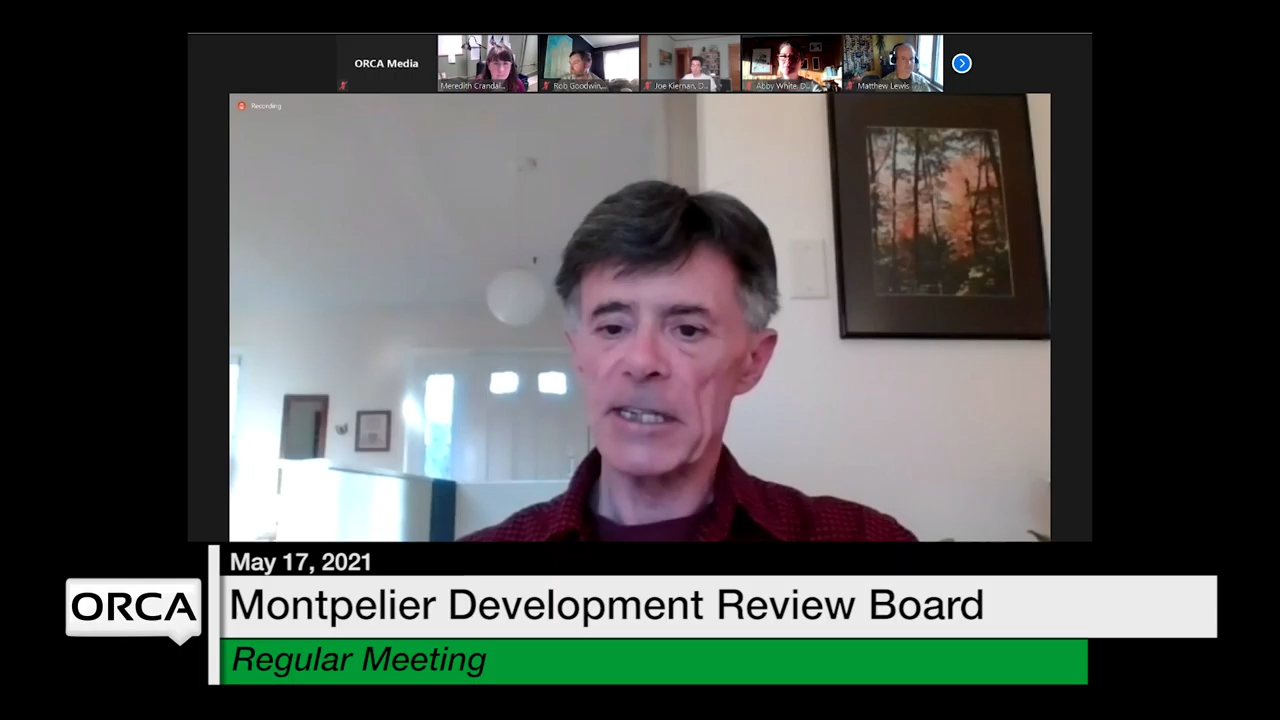 ORCA Media
Meredith Crandal...
Rob Goodwin,...
Joe Kiernan, D...
Abby White, D...
Matthew Lewis
Recording
May 17, 2021
ORCA
Montpelier Development Review Board
Regular Meeting